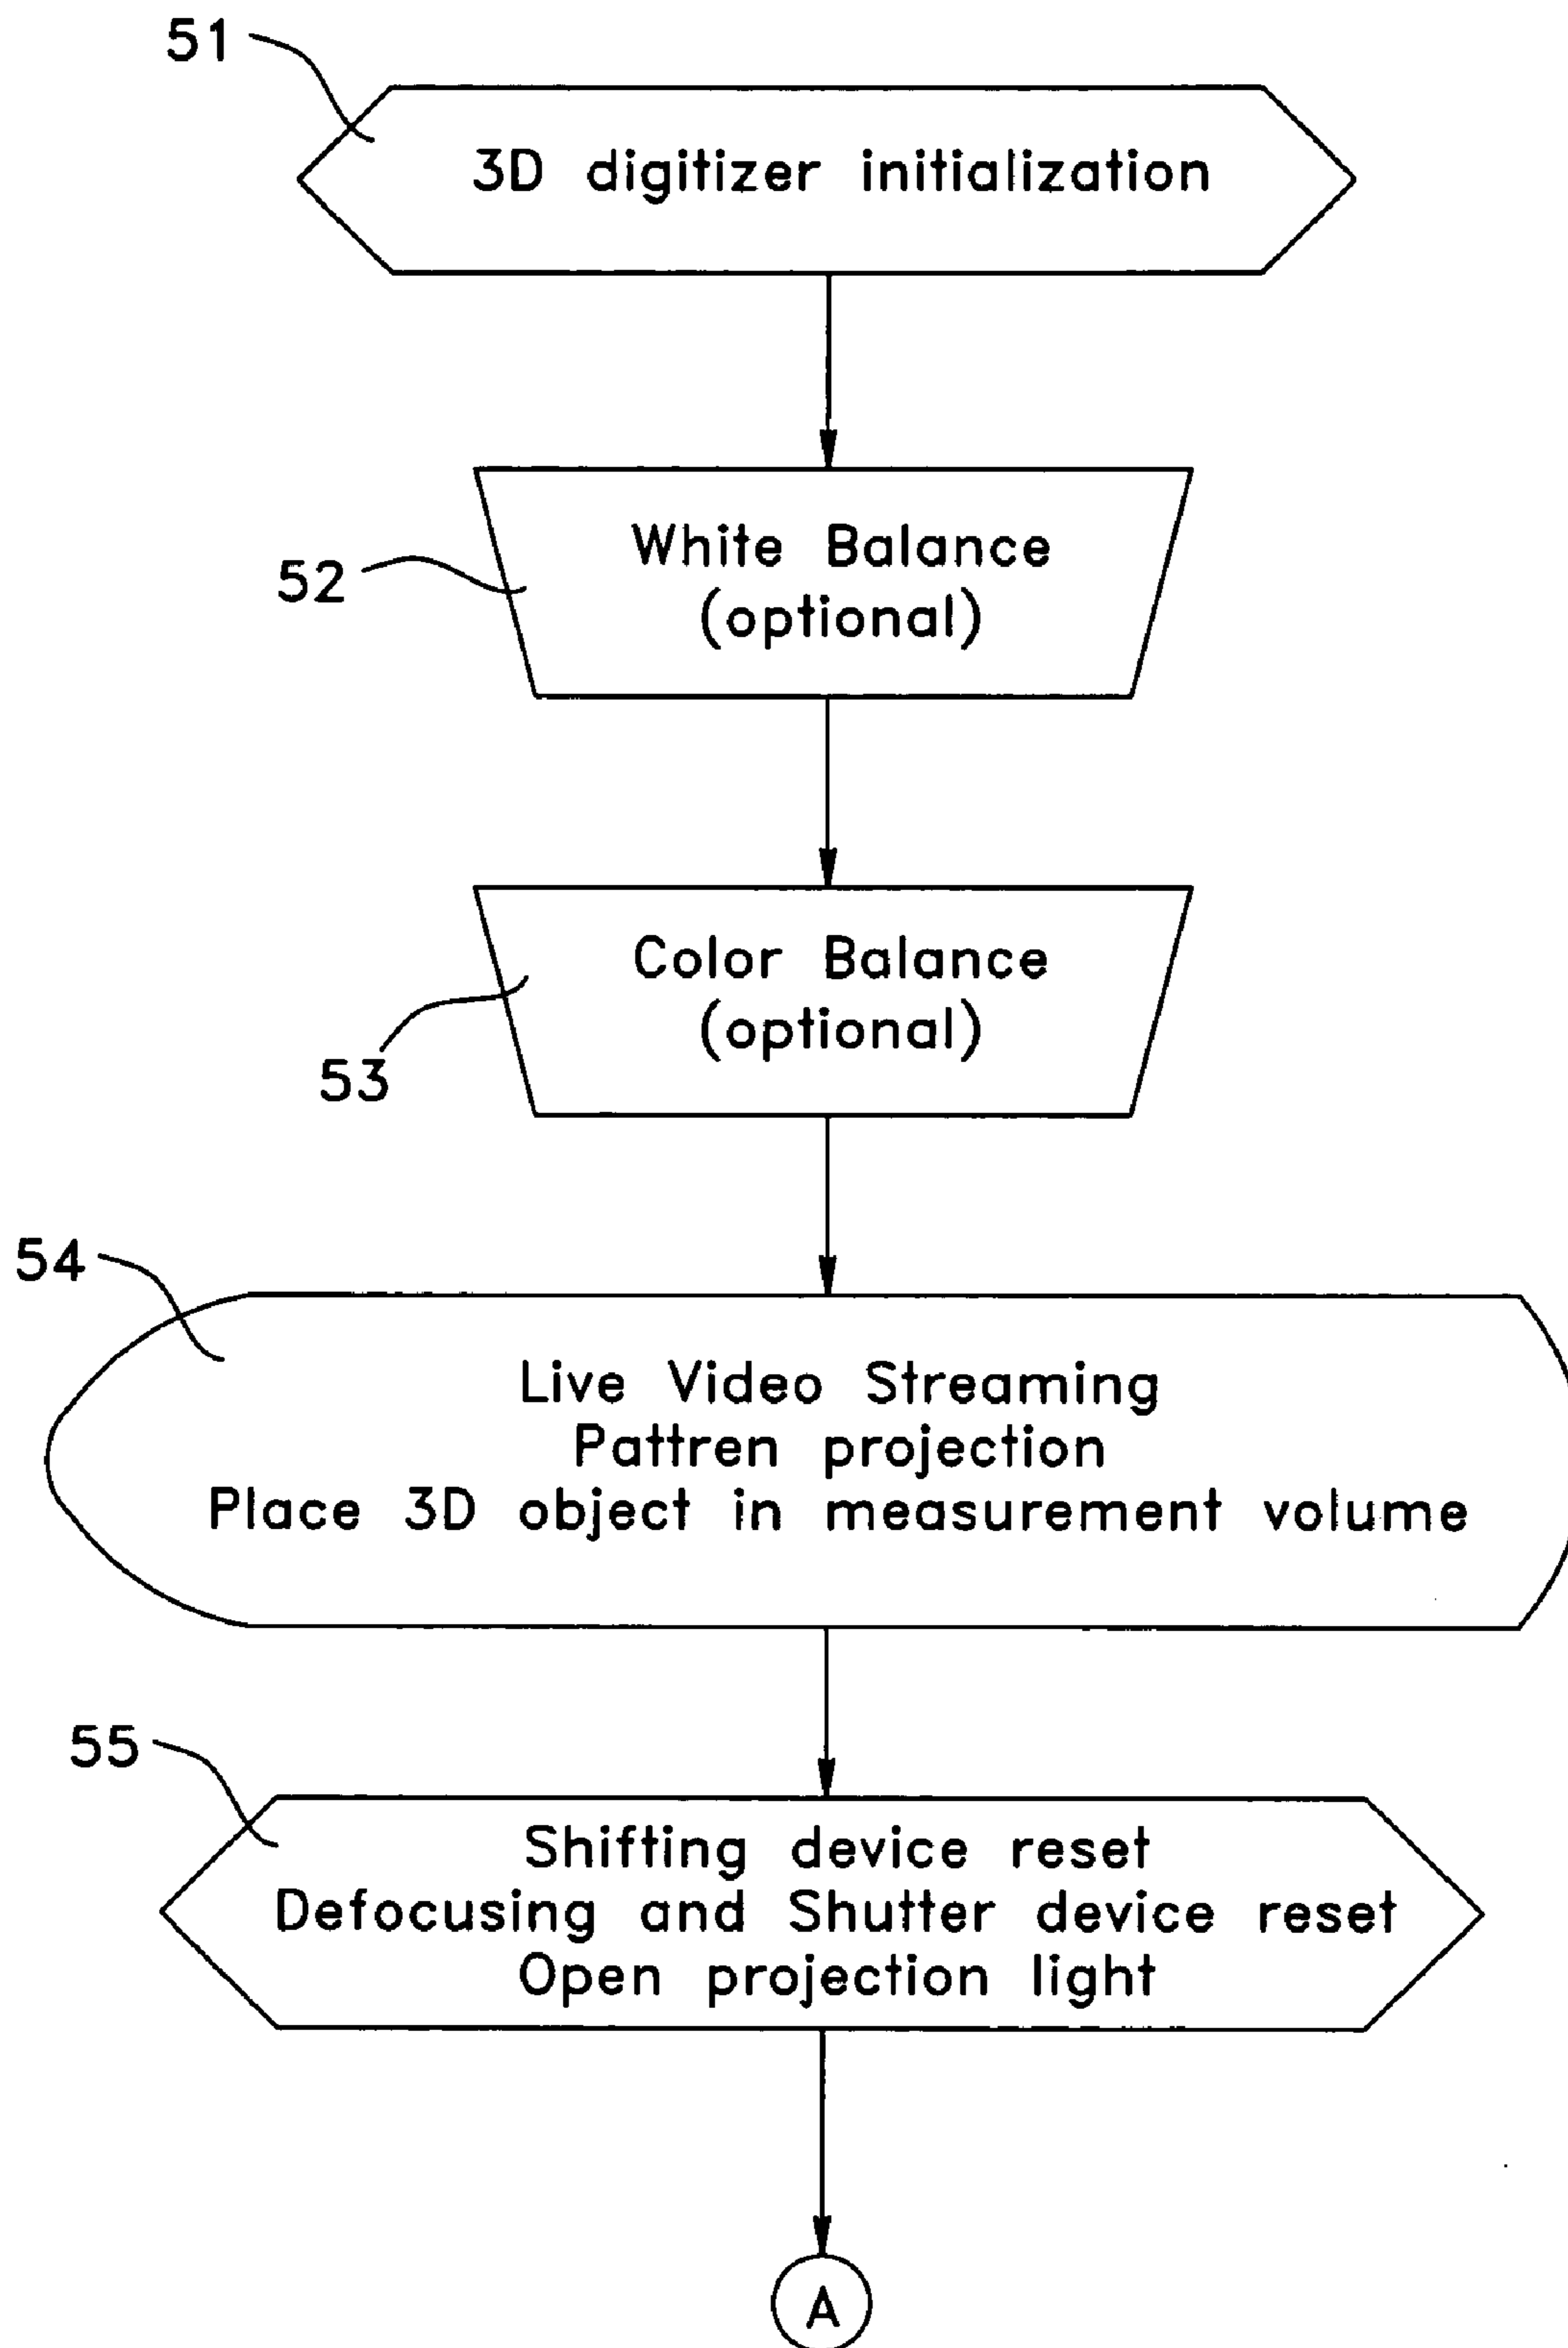 51
3D digitizer initialization
52
White Balance
(optional)
53
Color Balance
(optional)
54
Live Video Streaming
Pattren projection
Place 3D object in measurement volume
55
Shifting device reset
Defocusing and Shutter device reset
Open projection light
A